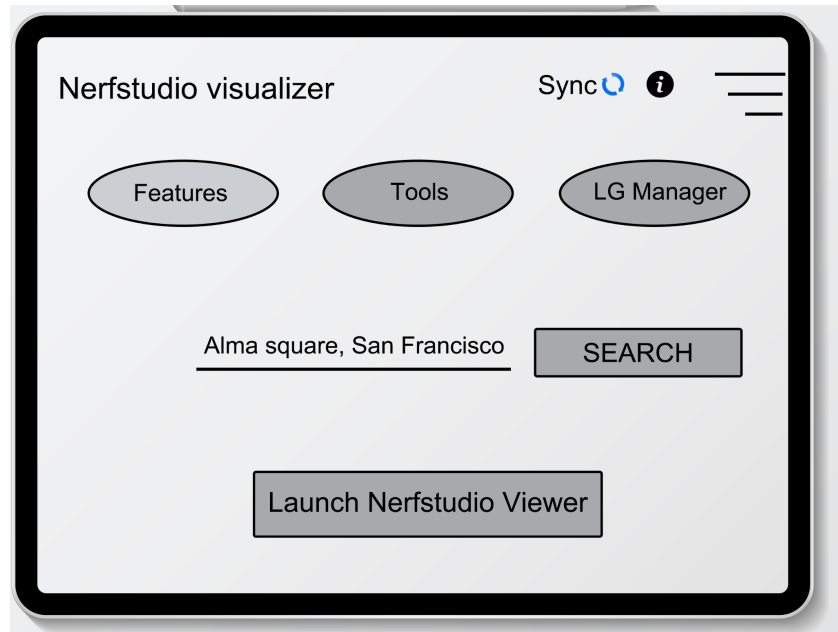 Nerfstudio visualizer
Sync
Features
Tools
LG Manager
Alma square, San Francisco
SEARCH
Launch Nerfstudio Viewer